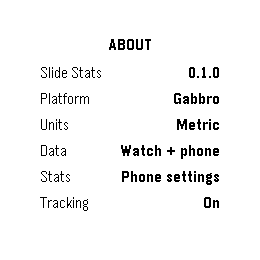 ABOUT
Slide Stats 0.1.0
Platform Gabbro
Units Metric
Data Watch + phone
Stats Phone settings
Tracking On